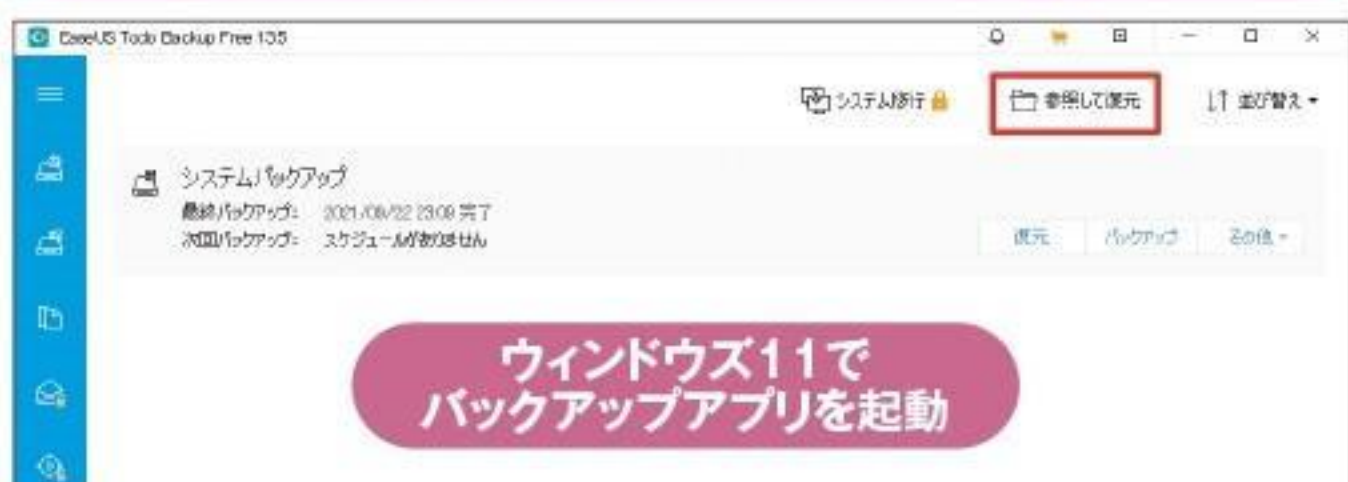 EaseUS Todo Backup Free 13.5
システム移行
参照して復元
並び替え
システムバックアップ
最終バックアップ: 2021/09/22 23:09 完了
次回バックアップ: スケジュールがありません
復元 バックアップ その他
ウィンドウズ11で
バックアップアプリを起動